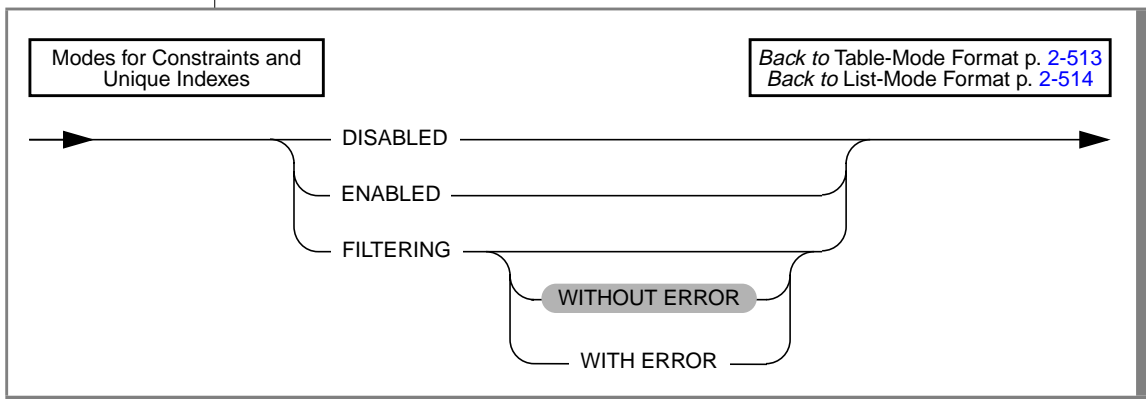 Modes for Constraints and
Unique Indexes
Back to Table-Mode Format p. 2-513
Back to List-Mode Format p. 2-514
DISABLED
ENABLED
FILTERING
WITHOUT ERROR
WITH ERROR